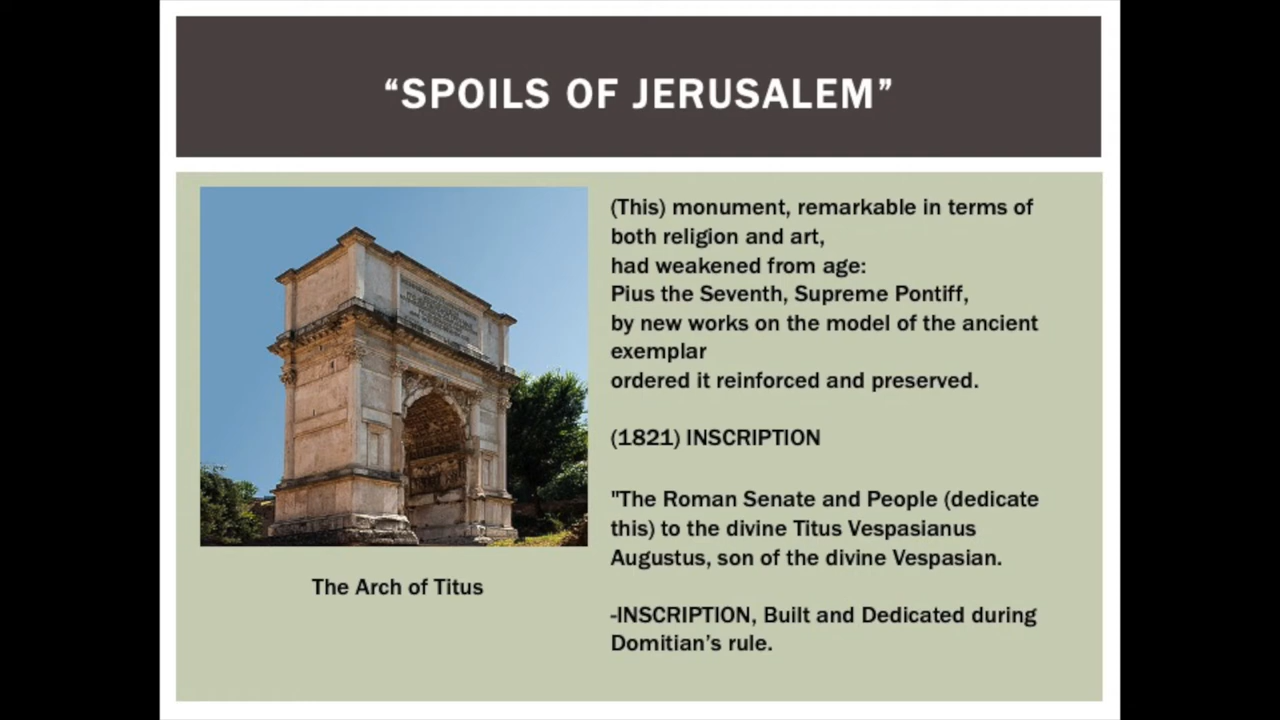 “SPOILS OF JERUSALEM”
(This) monument, remarkable in terms of
both religion and art,
had weakened from age:
Pius the Seventh, Supreme Pontiff,
by new works on the model of the ancient
exemplar
ordered it reinforced and preserved.
(1821) INSCRIPTION
"The Roman Senate and People (dedicate
this) to the divine Titus Vespasianus
Augustus, son of the divine Vespasian.
-INSCRIPTION, Built and Dedicated during
Domitian’s rule.
The Arch of Titus